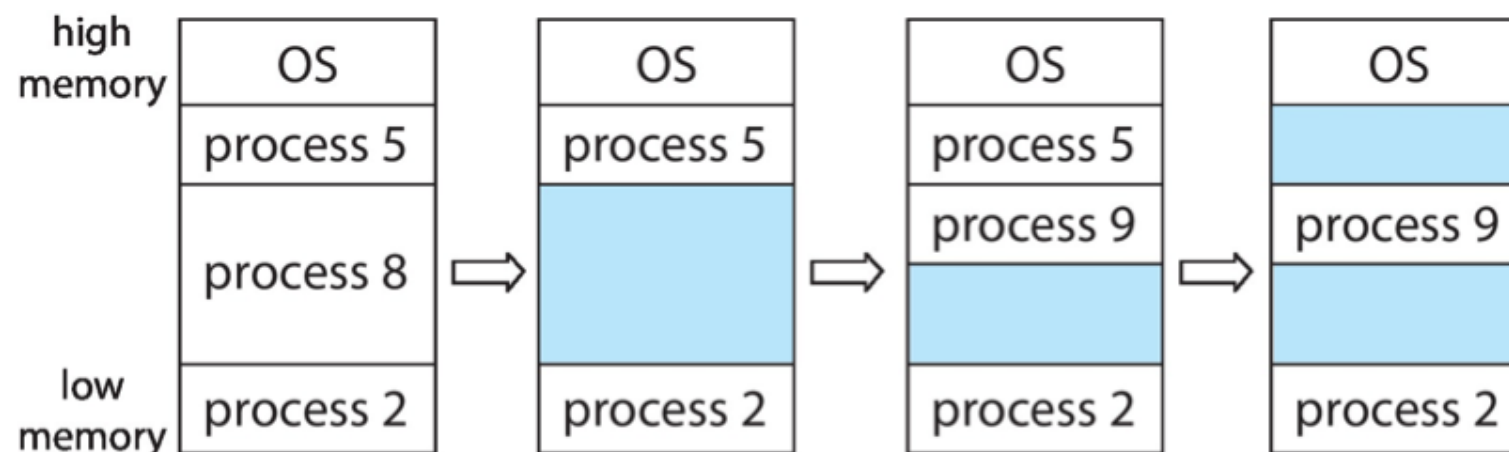 high
memory
OS
OS
OS
OS
process 5
process 5
process 5
process 9
process 9
process 8
low
memory
process 2
process 2
process 2
process 2